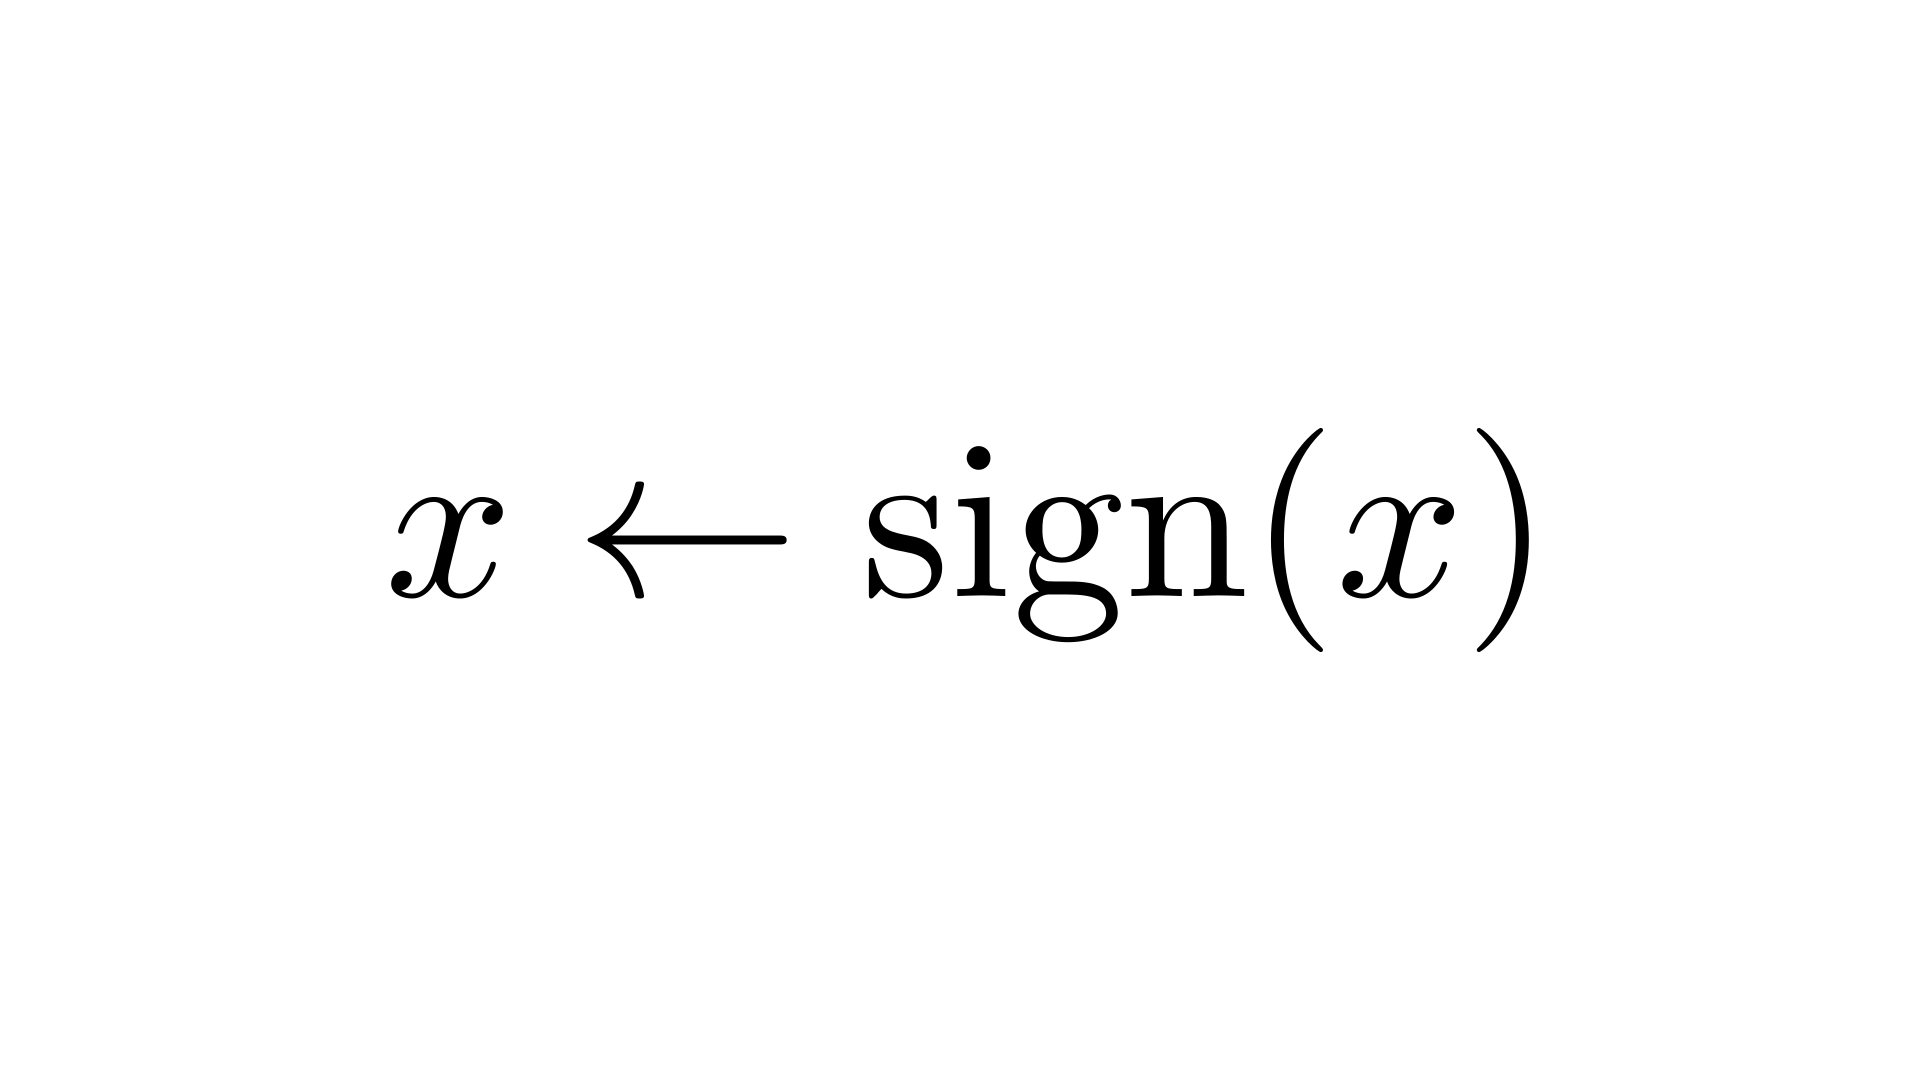 x ← sign(x)